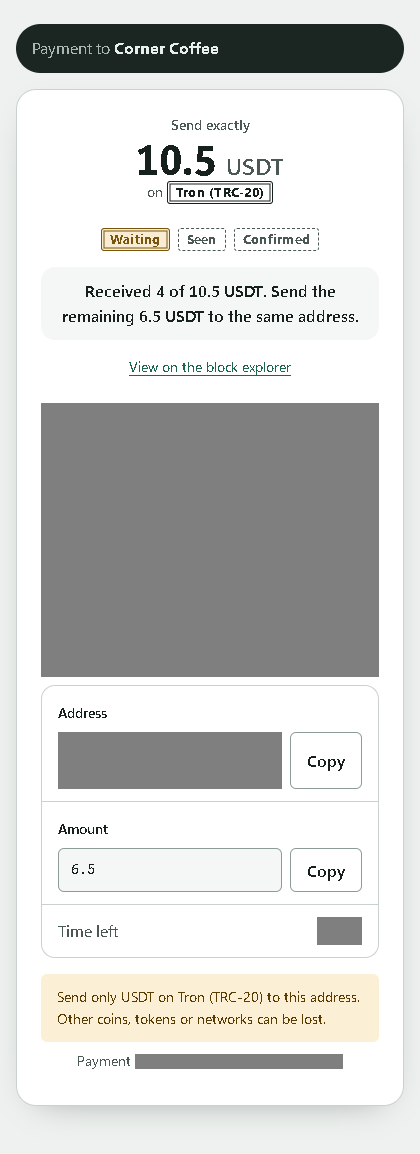 Payment to Corner Coffee
Send exactly
10.5 USDT
on Tron (TRC-20)
Waiting Seen Confirmed
Received 4 of 10.5 USDT. Send the
remaining 6.5 USDT to the same address.
View on the block explorer
Address
Copy
Amount
6.5 Copy
Time left
Send only USDT on Tron (TRC-20) to this address.
Other coins, tokens or networks can be lost.
Payment